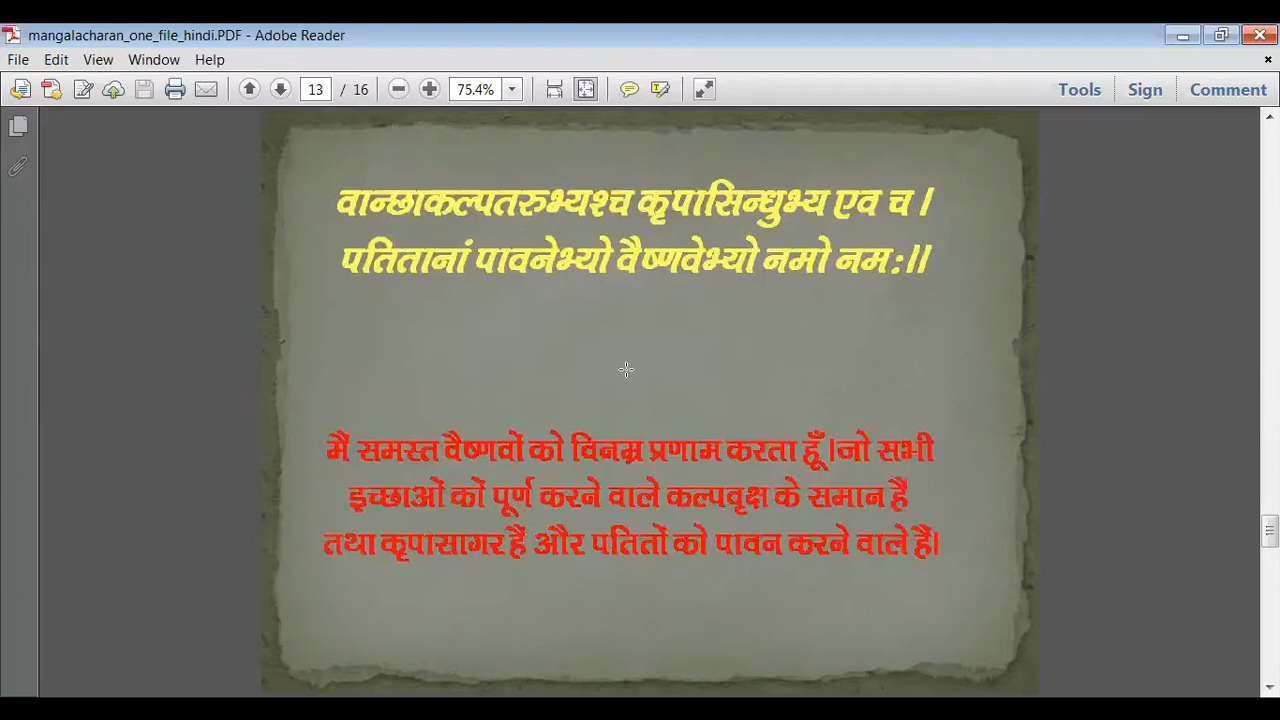 mangalacharan_one_file_hindi.PDF - Adobe Reader
File Edit View Window Help
13 / 16 75.4% Tools Sign Comment
वान्छाकल्पतरुभ्यश्च कृपासिन्धुभ्य एव च ।
पतितानां पावनेभ्यो वैष्णवेभ्यो नमो नमः।।
मैं समस्त वैष्णवों को विनम्र प्रणाम करता हूँ ।जो सभी
इच्छाओं कों पूर्ण करने वाले कल्पवृक्ष के समान हैं
तथा कृपासागर हैं और पतितों को पावन करने वाले हैं।